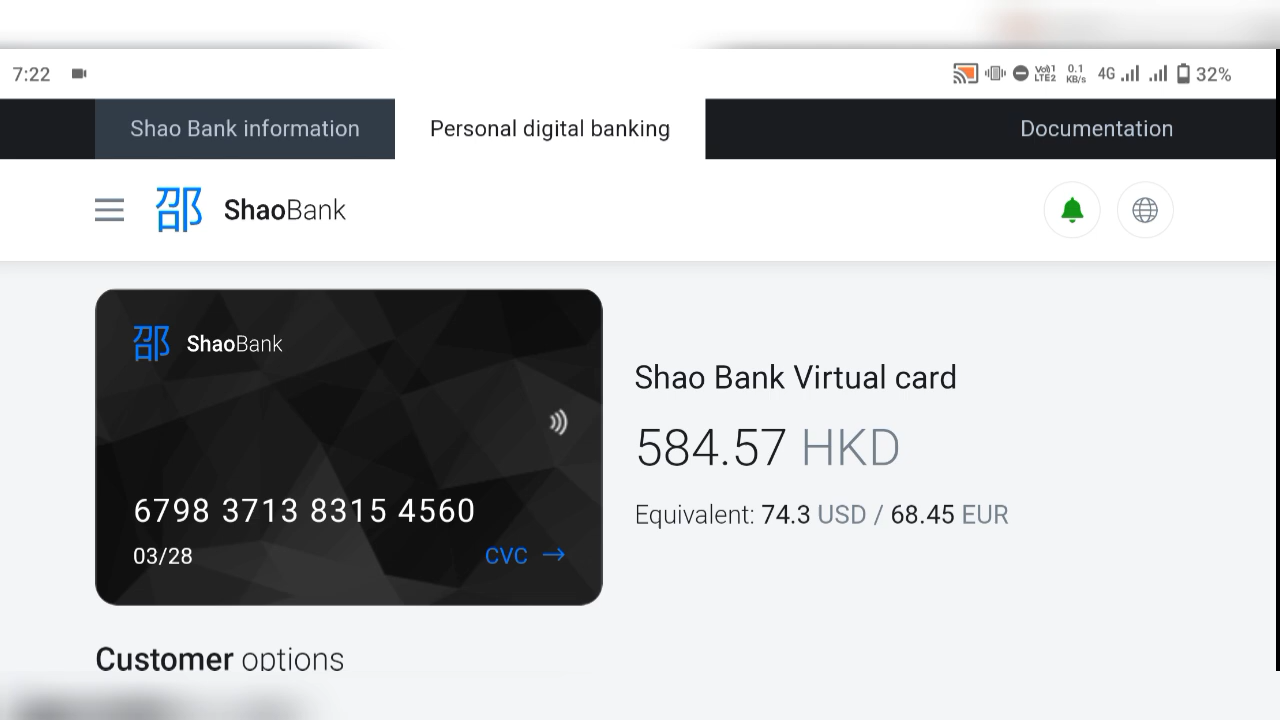 7:22 Vo)) 1 LTE2 0.1 KB/s 4G 32%
Shao Bank information Personal digital banking Documentation
邵 ShaoBank
邵 ShaoBank
Shao Bank Virtual card
584.57 HKD
Equivalent: 74.3 USD / 68.45 EUR
6798 3713 8315 4560
03/28 CVC →
Customer options